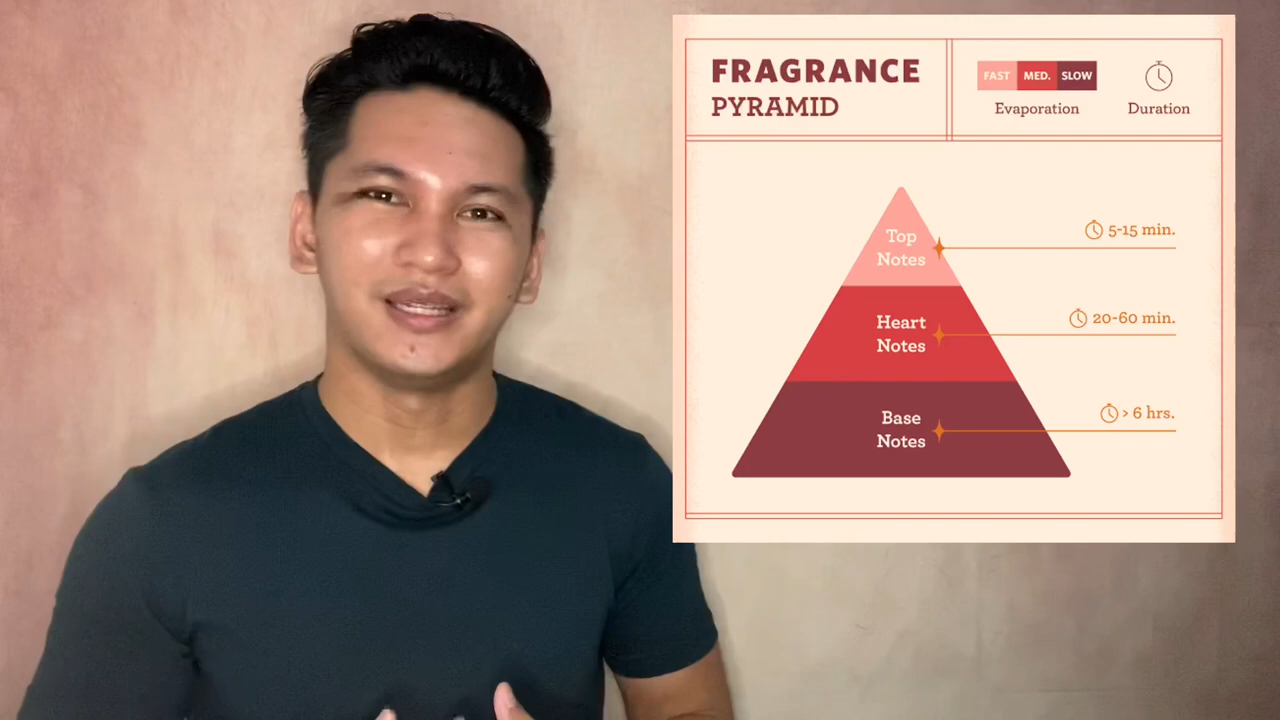 FRAGRANCE
PYRAMID
FAST MED. SLOW
Evaporation
Duration
Top
Notes
5-15 min.
Heart
Notes
20-60 min.
Base
Notes
> 6 hrs.